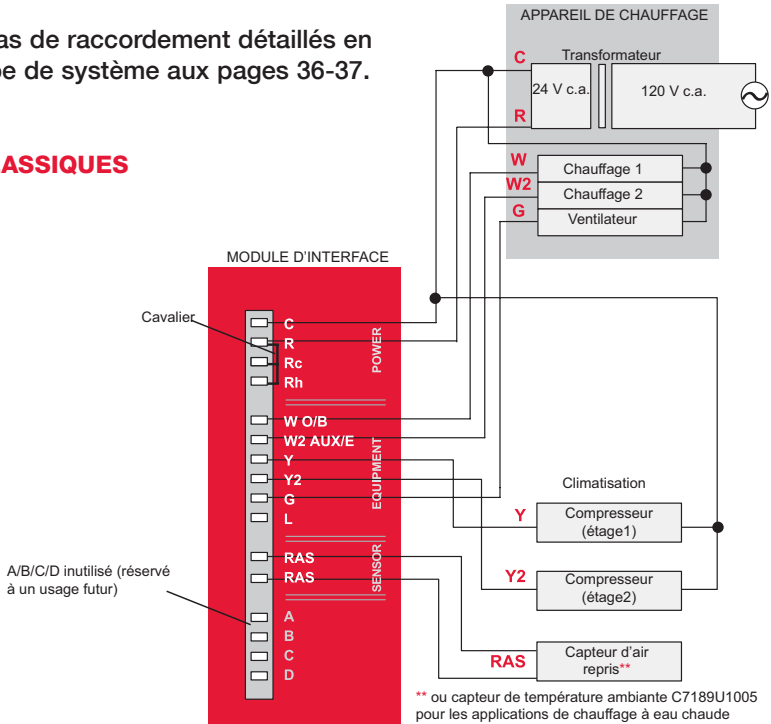 as de raccordement détaillés en
e de système aux pages 36-37.
ASSIQUES
APPAREIL DE CHAUFFAGE
C
Transformateur
24 V c.a.
120 V c.a.
R
W
Chauffage 1
W2
Chauffage 2
G
Ventilateur
MODULE D'INTERFACE
Cavalier
C
R
Rc
Rh
POWER
W O/B
W2 AUX/E
Y
Y2
G
L
EQUIPMENT
RAS
RAS
SENSOR
A
B
C
D
A/B/C/D inutilisé (réservé
à un usage futur)
Climatisation
Y
Compresseur
(étage1)
Y2
Compresseur
(étage2)
RAS
Capteur d'air
repris**
** ou capteur de température ambiante C7189U1005
pour les applications de chauffage à eau chaude